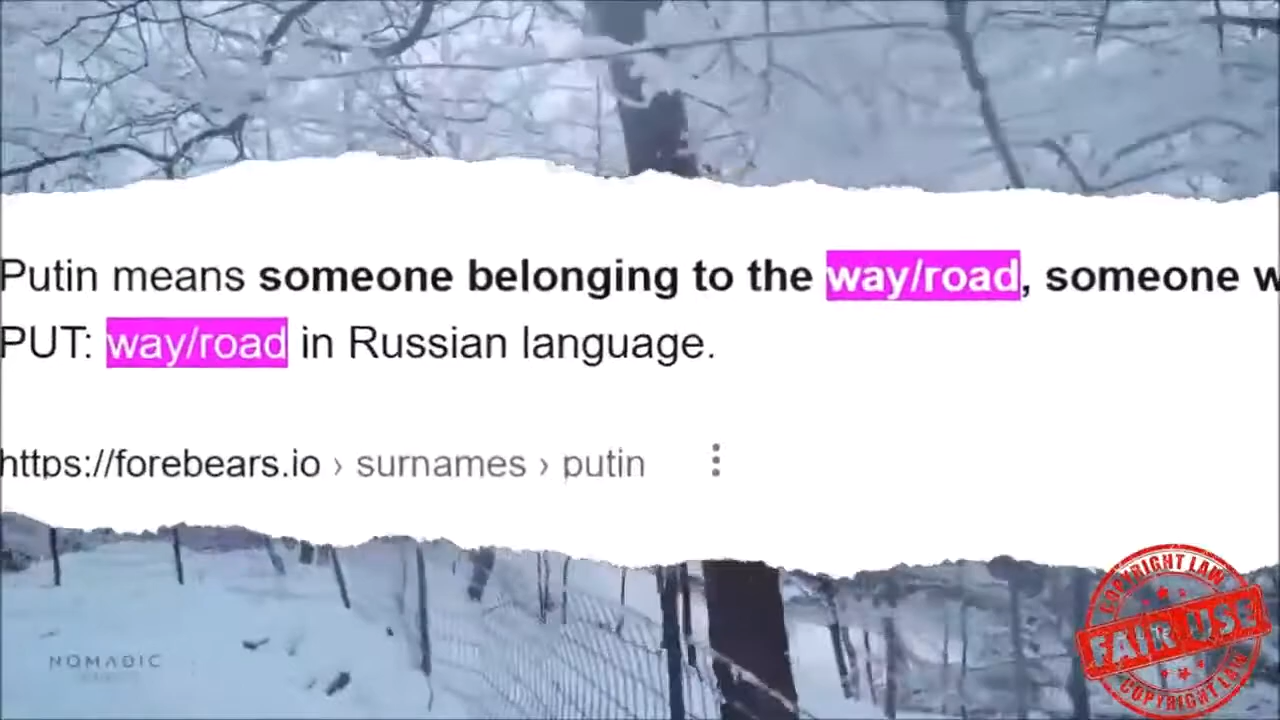 Putin means someone belonging to the way/road, someone w
PUT: way/road in Russian language.
https://forebears.io › surnames › putin
NOMADIC
COPYRIGHT LAW
FAIR USE
COPYRIGHT LAW